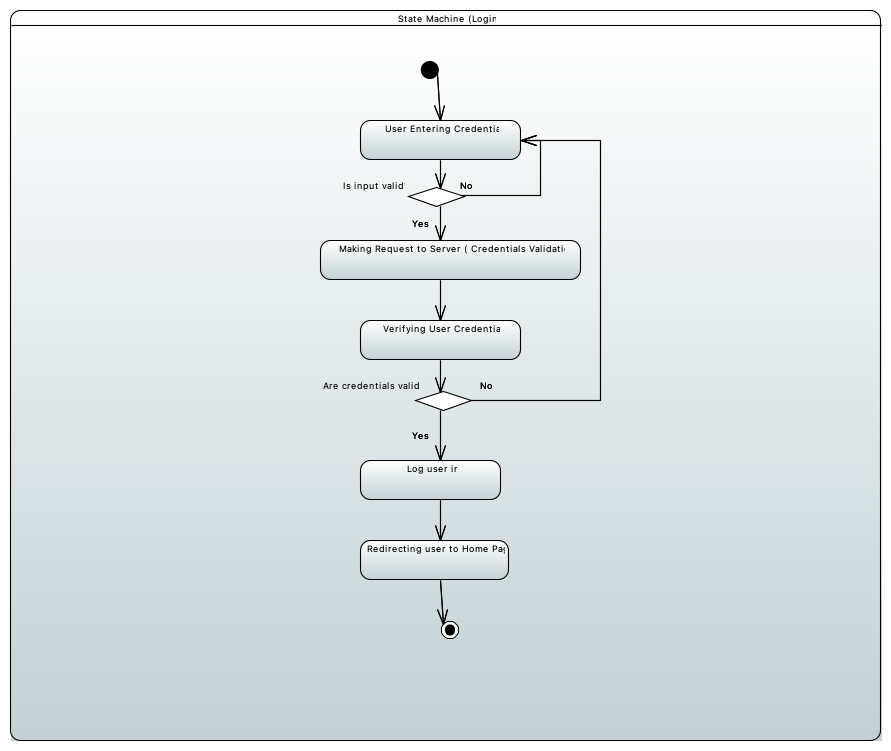 State Machine (Login
User Entering Credentia
Is input valid
No
Yes
Making Request to Server ( Credentials Validati
Verifying User Credentia
Are credentials valid
No
Yes
Log user in
Redirecting user to Home Pag